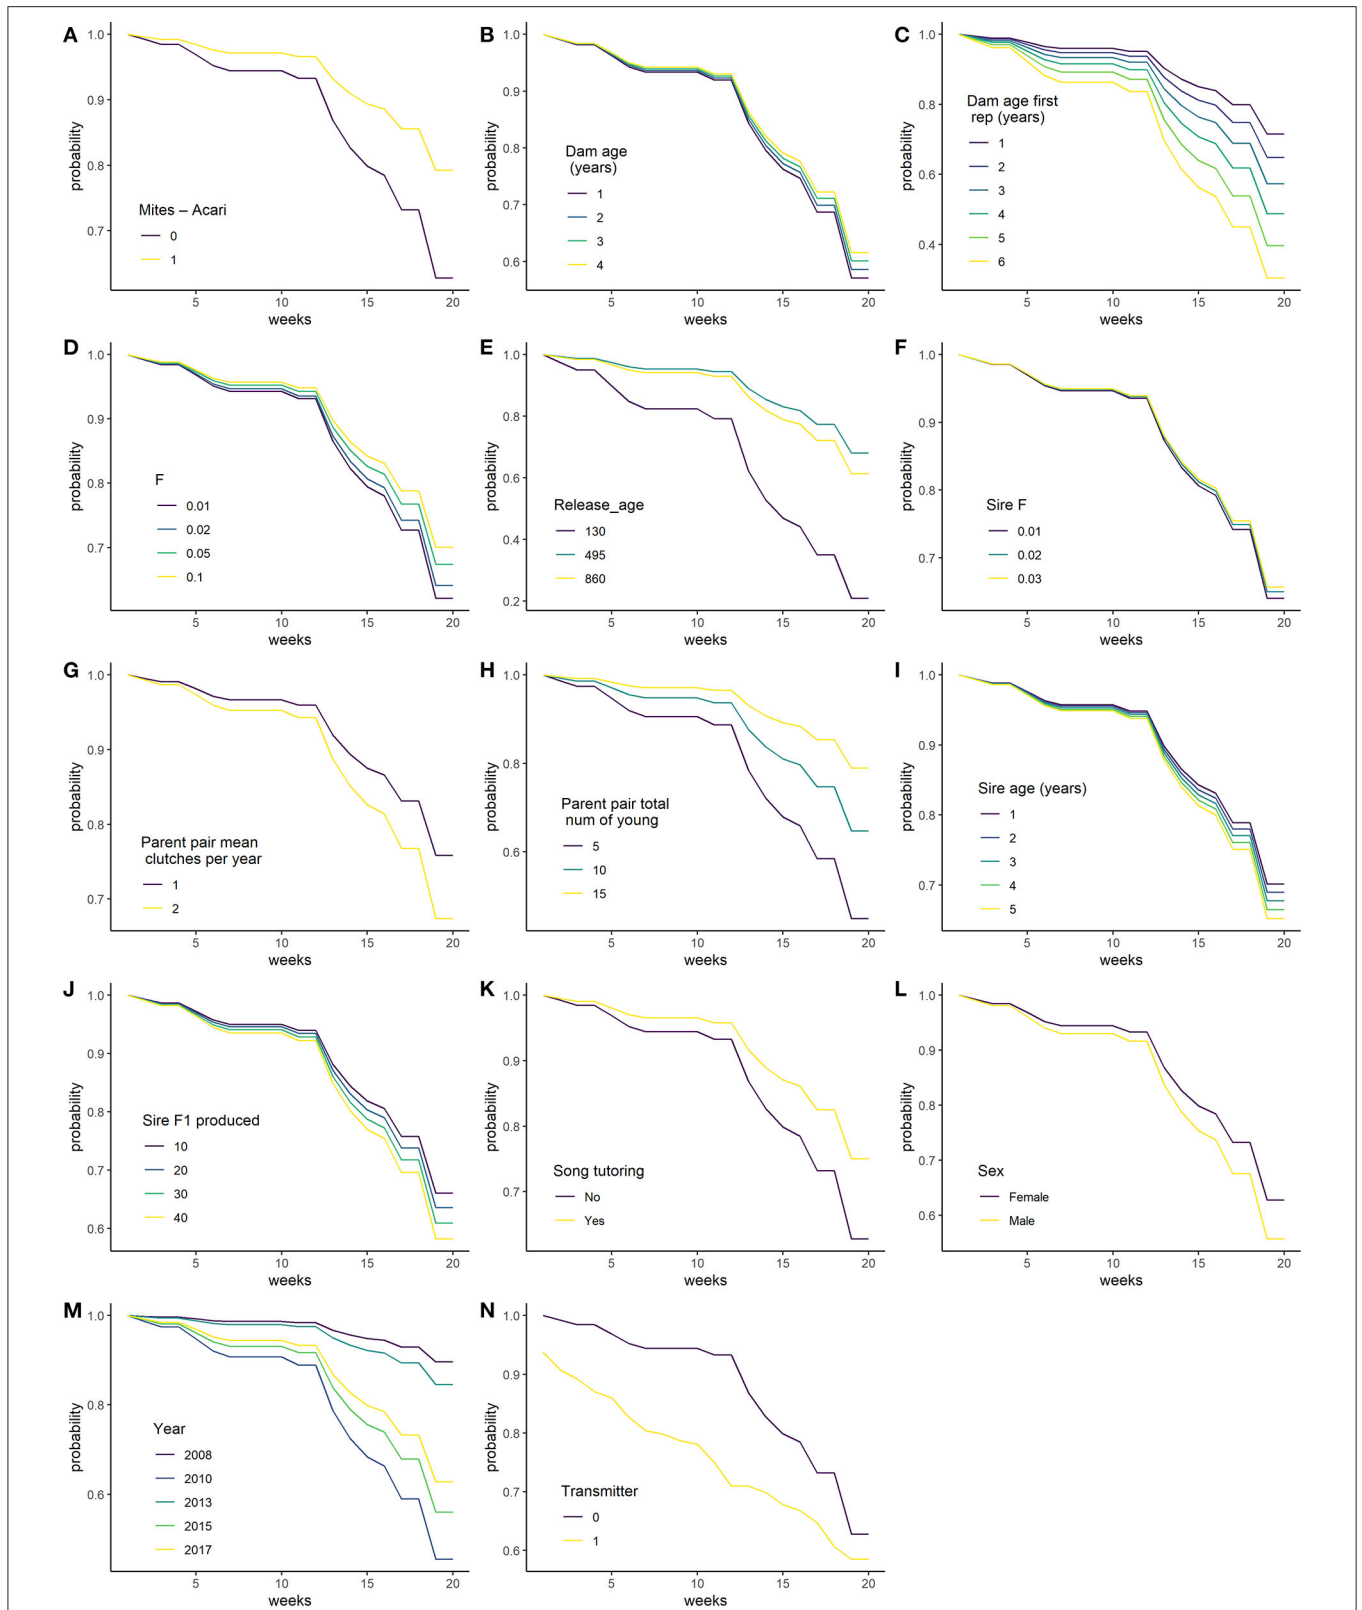 A
probability
1.0
0.9
0.8
0.7
Mites – Acari
0
1
5
10
15
20
weeks
B
probability
1.0
0.9
0.8
0.7
0.6
Dam age
(years)
1
2
3
4
5
10
15
20
weeks
C
probability
1.0
0.8
0.6
0.4
Dam age first
rep (years)
1
2
3
4
5
6
5
10
15
20
weeks
D
probability
1.0
0.9
0.8
0.7
F
0.01
0.02
0.05
0.1
5
10
15
20
weeks
E
probability
1.0
0.8
0.6
0.4
0.2
Release_age
130
495
860
5
10
15
20
weeks
F
probability
1.0
0.9
0.8
0.7
Sire F
0.01
0.02
0.03
5
10
15
20
weeks
G
probability
1.0
0.9
0.8
0.7
Parent pair mean
clutches per year
1
2
5
10
15
20
weeks
H
probability
1.0
0.8
0.6
Parent pair total
num of young
5
10
15
5
10
15
20
weeks
I
probability
1.0
0.9
0.8
0.7
Sire age (years)
1
2
3
4
5
5
10
15
20
weeks
J
probability
1.0
0.9
0.8
0.7
0.6
Sire F1 produced
10
20
30
40
5
10
15
20
weeks
K
probability
1.0
0.9
0.8
0.7
Song tutoring
No
Yes
5
10
15
20
weeks
L
probability
1.0
0.9
0.8
0.7
0.6
Sex
Female
Male
5
10
15
20
weeks
M
probability
1.0
0.8
0.6
Year
2008
2010
2013
2015
2017
5
10
15
20
weeks
N
probability
1.0
0.9
0.8
0.7
0.6
Transmitter
0
1
5
10
15
20
weeks